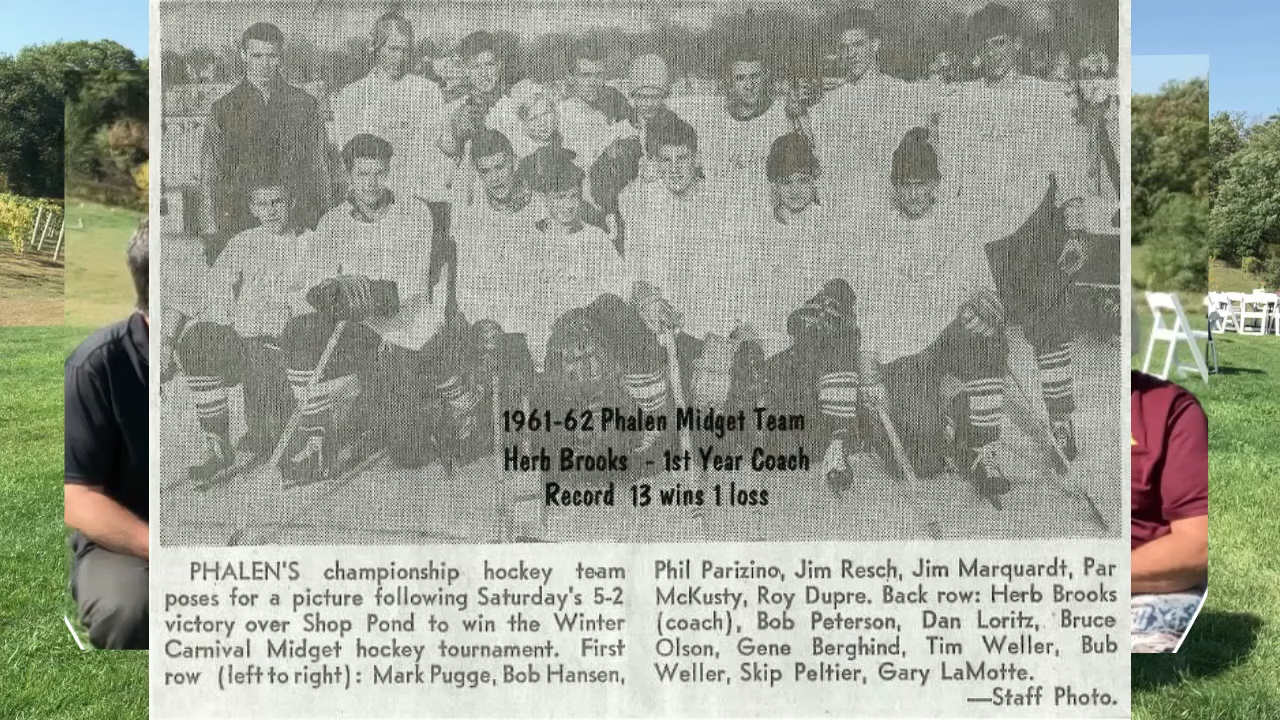 1961-62 Phalen Midget Team
Herb Brooks - 1st Year Coach
Record 13 wins 1 loss
PHALEN'S championship hockey team
poses for a picture following Saturday's 5-2
victory over Shop Pond to win the Winter
Carnival Midget hockey tournament. First
row (left to right): Mark Pugge, Bob Hansen,
Phil Parizino, Jim Resch, Jim Marquardt, Par
McKusty, Roy Dupre. Back row: Herb Brooks
(coach), Bob Peterson, Dan Loritz, Bruce
Olson, Gene Berghind, Tim Weller, Bub
Weller, Skip Peltier, Gary LaMotte.
—Staff Photo.